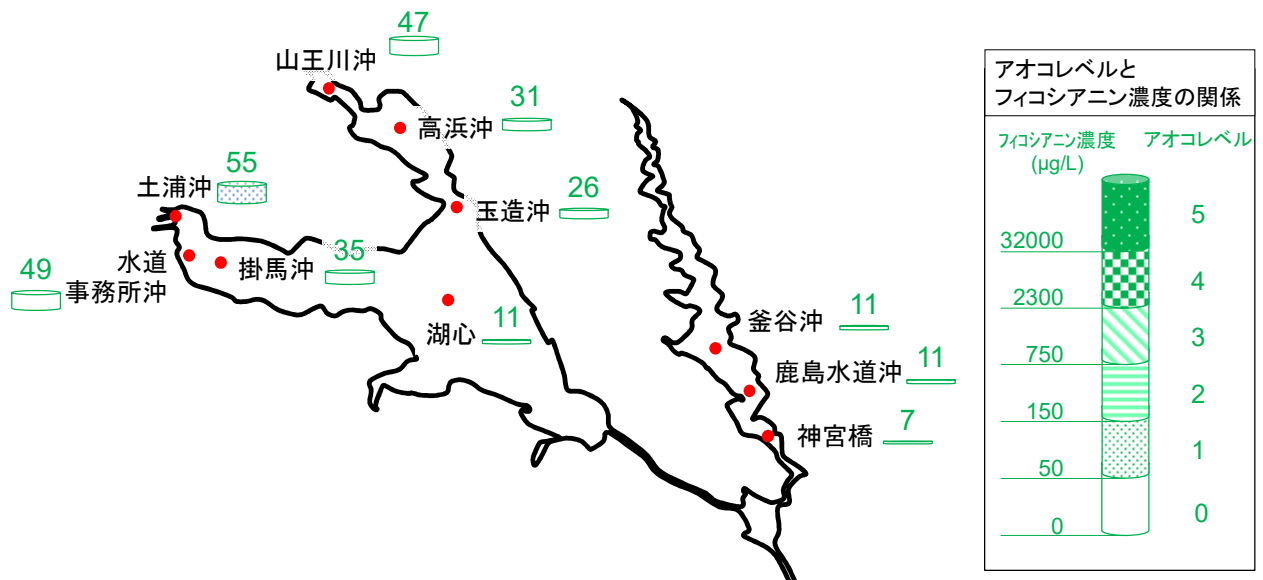 47
山王川沖
31
高浜沖
55
土浦沖
26
玉造沖
35
掛馬沖
49
水道
事務所沖
11
湖心
11
釜谷沖
11
鹿島水道沖
7
神宮橋
アオコレベルと
フィコシアニン濃度の関係
フィコシアニン濃度
(μg/L)
アオコレベル
5
32000
4
2300
3
750
2
150
1
50
0
0